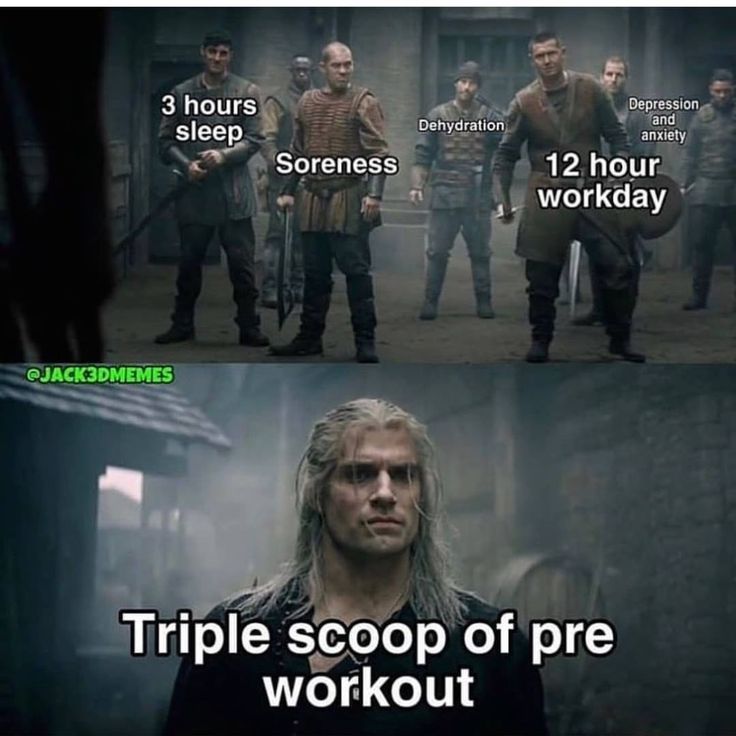 3 hours
sleep
Soreness
Dehydration
12 hour
workday
Depression
and
anxiety
@JACK3DMEMES
Triple scoop of pre
workout